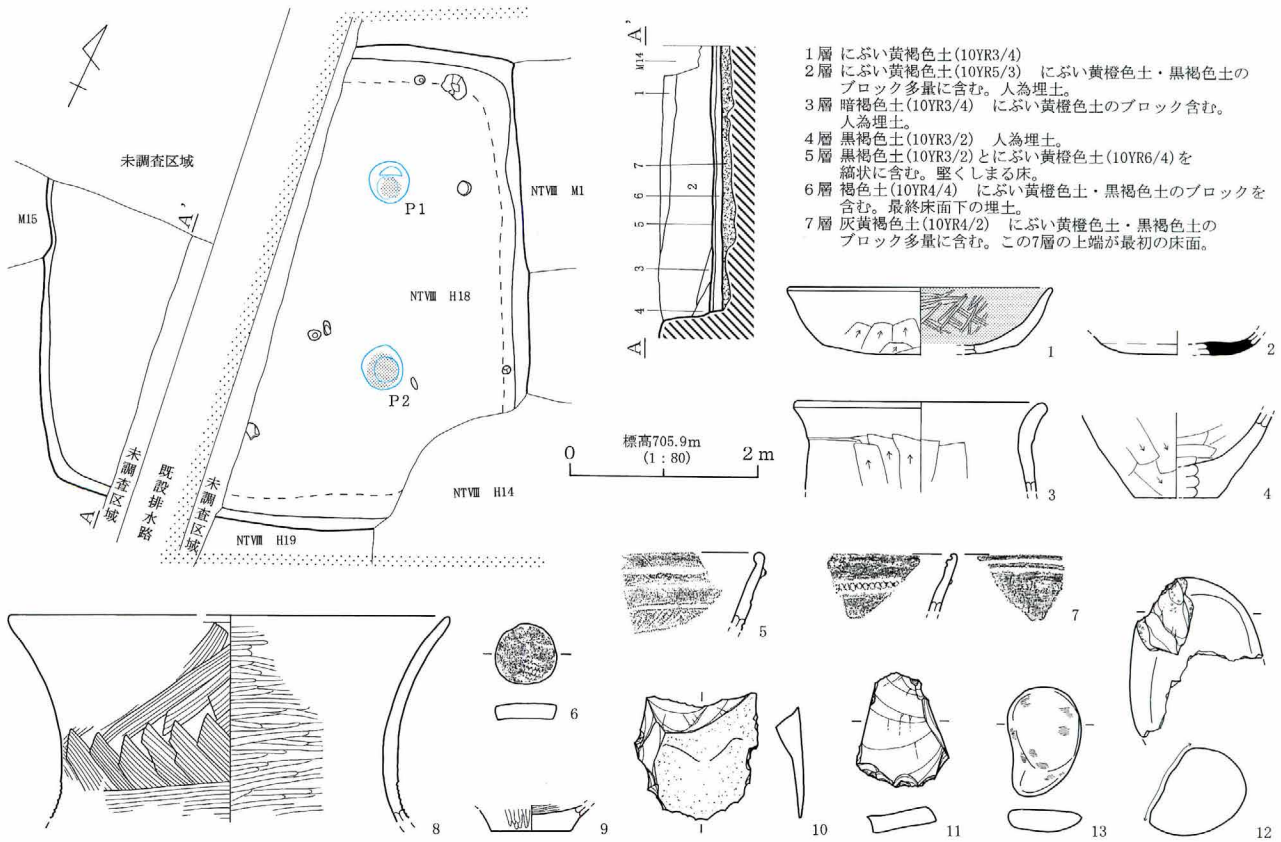 未調査区域
M15
A'
A
未調査区域
既設排水路
未調査区域
P1
P2
NTⅧ M1
NTⅧ H18
NTⅧ H14
NTⅧ H19
A'
M14
1
7
2
6
5
3
4
A
1層 にぶい黄褐色土(10YR3/4)
2層 にぶい黄褐色土(10YR5/3) にぶい黄橙色土・黒褐色土の
ブロック多量に含む。人為埋土。
3層 暗褐色土(10YR3/4) にぶい黄橙色土のブロック含む。
人為埋土。
4層 黒褐色土(10YR3/2) 人為埋土。
5層 黒褐色土(10YR3/2)とにぶい黄橙色土(10YR6/4)を
縞状に含む。堅くしまる床。
6層 褐色土(10YR4/4) にぶい黄橙色土・黒褐色土のブロックを
含む。最終床面下の埋土。
7層 灰黄褐色土(10YR4/2) にぶい黄橙色土・黒褐色土の
ブロック多量に含む。この7層の上端が最初の床面。
標高705.9m
(1:80)
0 2m
1
2
3
4
5
7
6
8
9
10
11
13
12